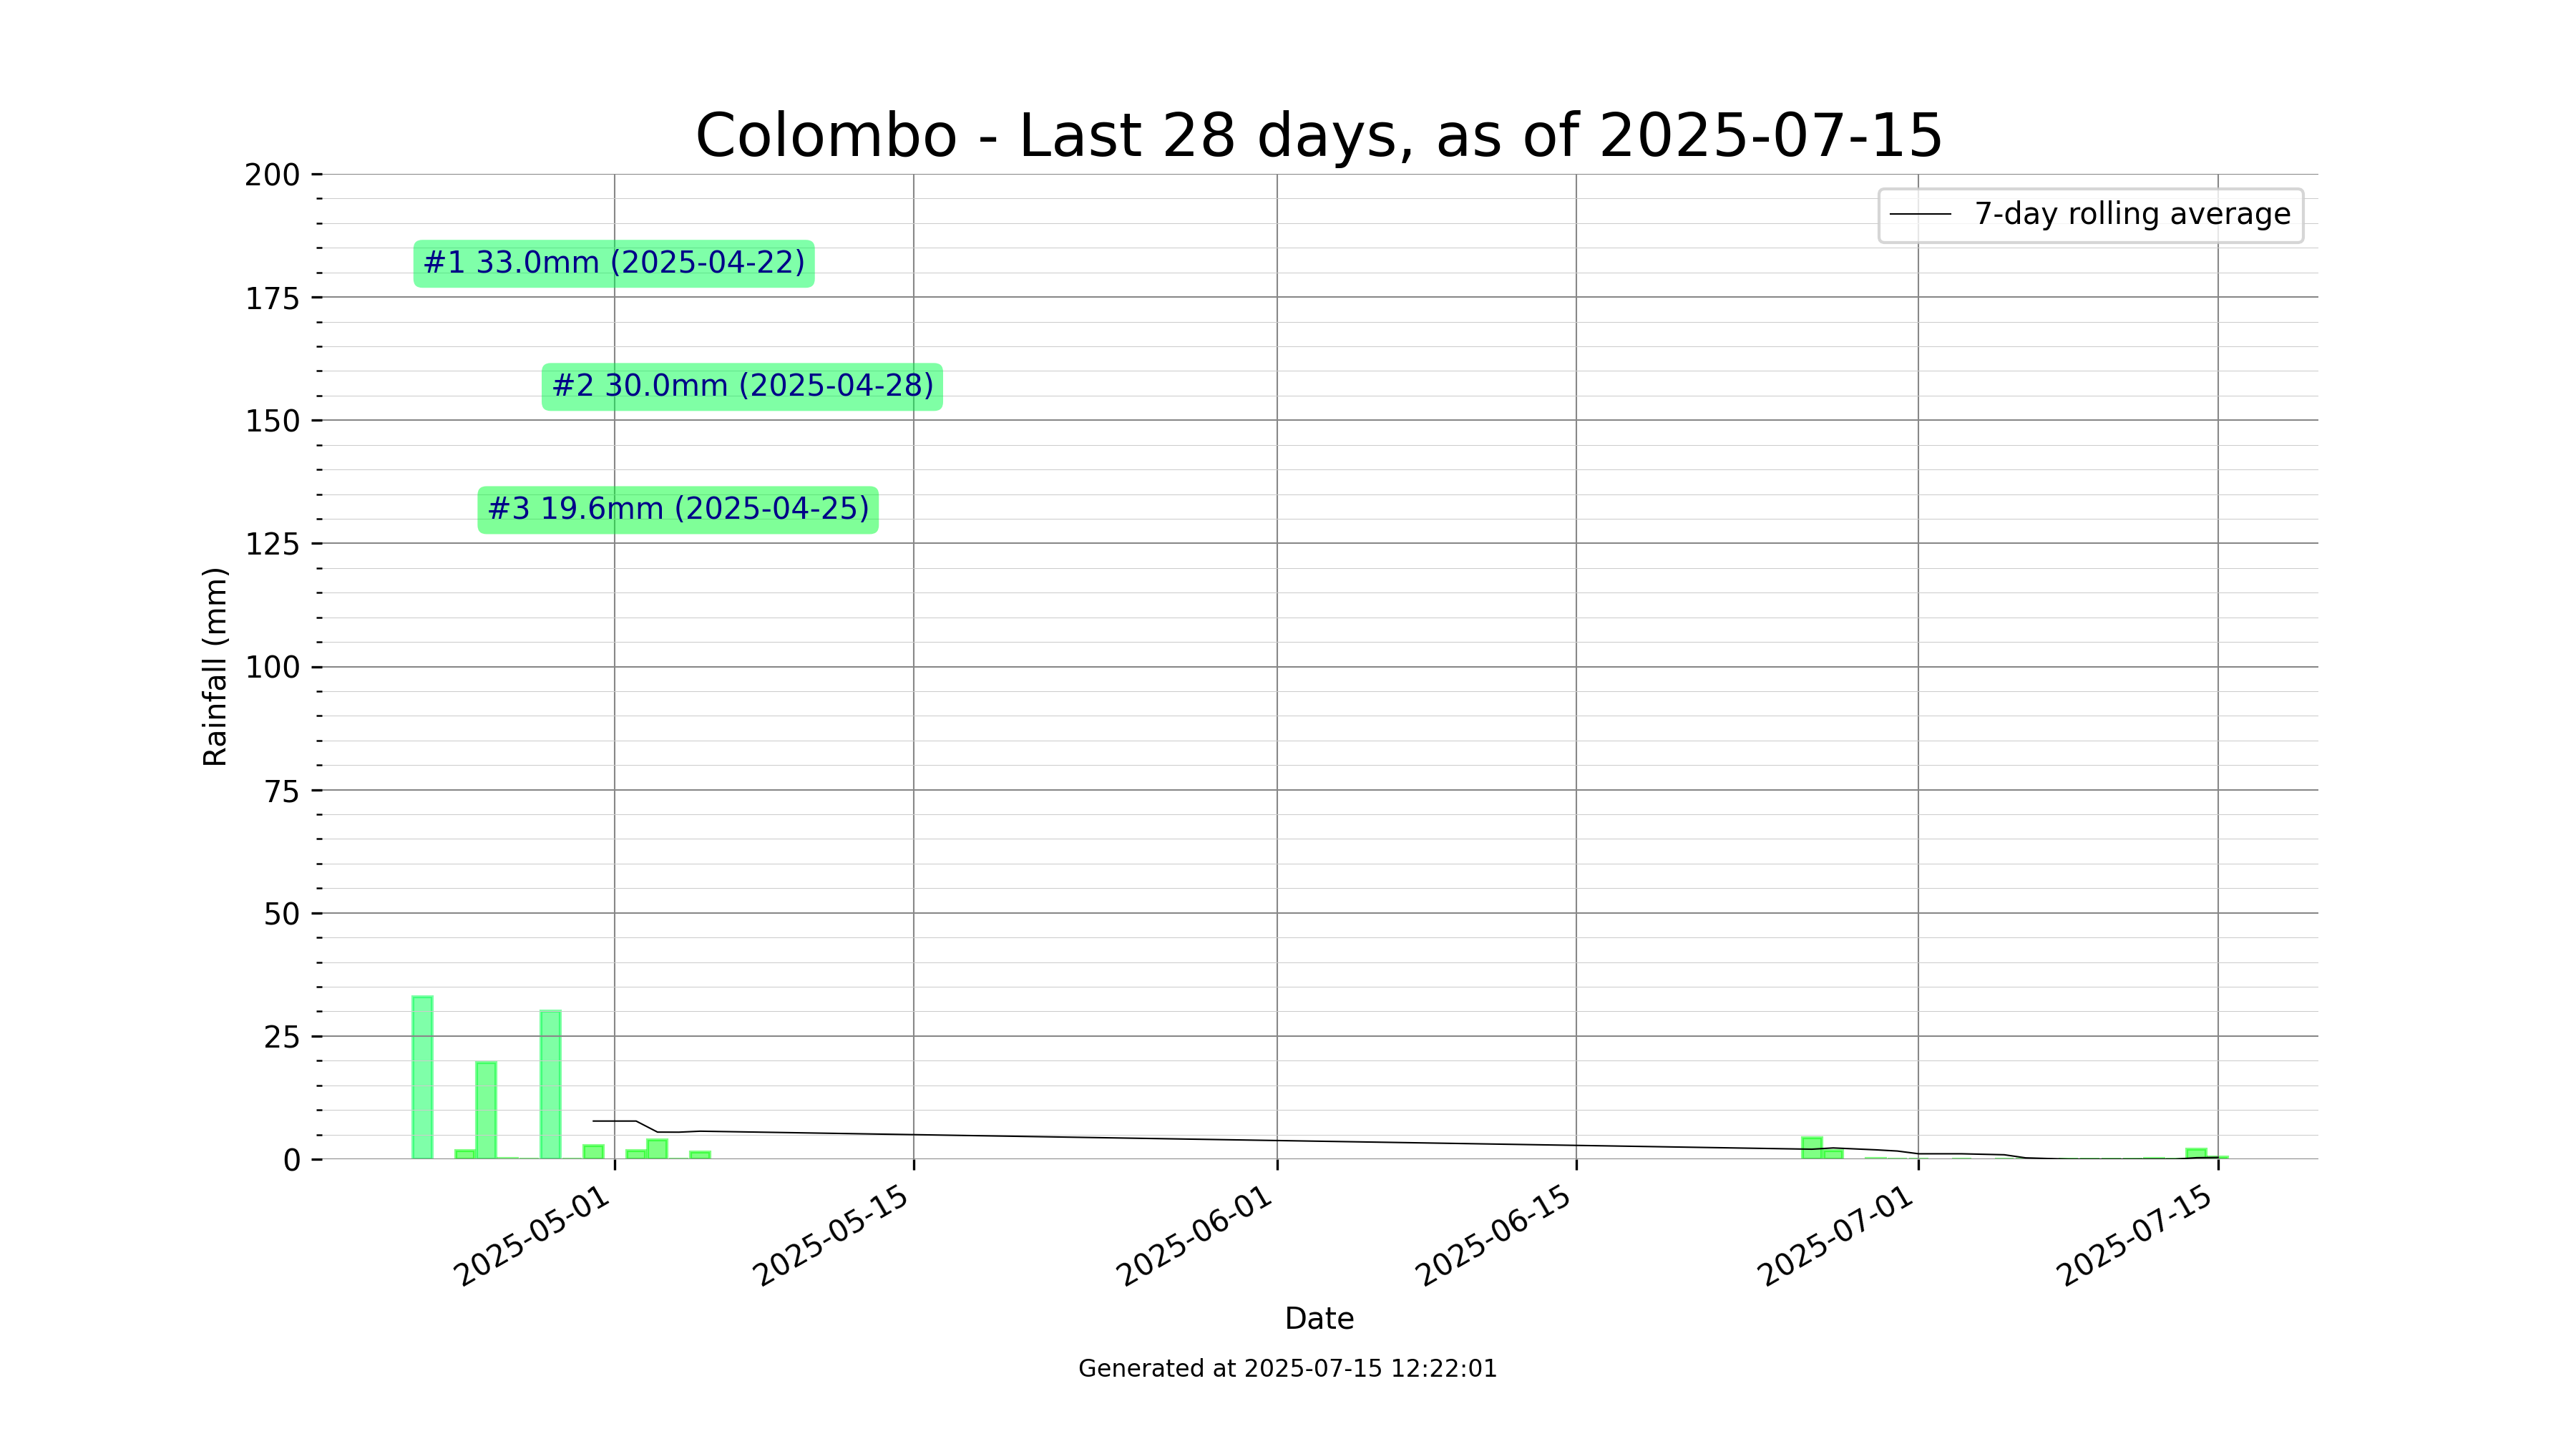 Colombo - Last 28 days, as of 2025-07-15
200
7-day rolling average
#1 33.0mm (2025-04-22)
175
#2 30.0mm (2025-04-28)
150
#3 19.6mm (2025-04-25)
125
Rainfall (mm)
100
75
50
25
0
2025-05-01
2025-05-15
2025-06-01
2025-06-15
2025-07-01
2025-07-15
Date
Generated at 2025-07-15 12:22:01